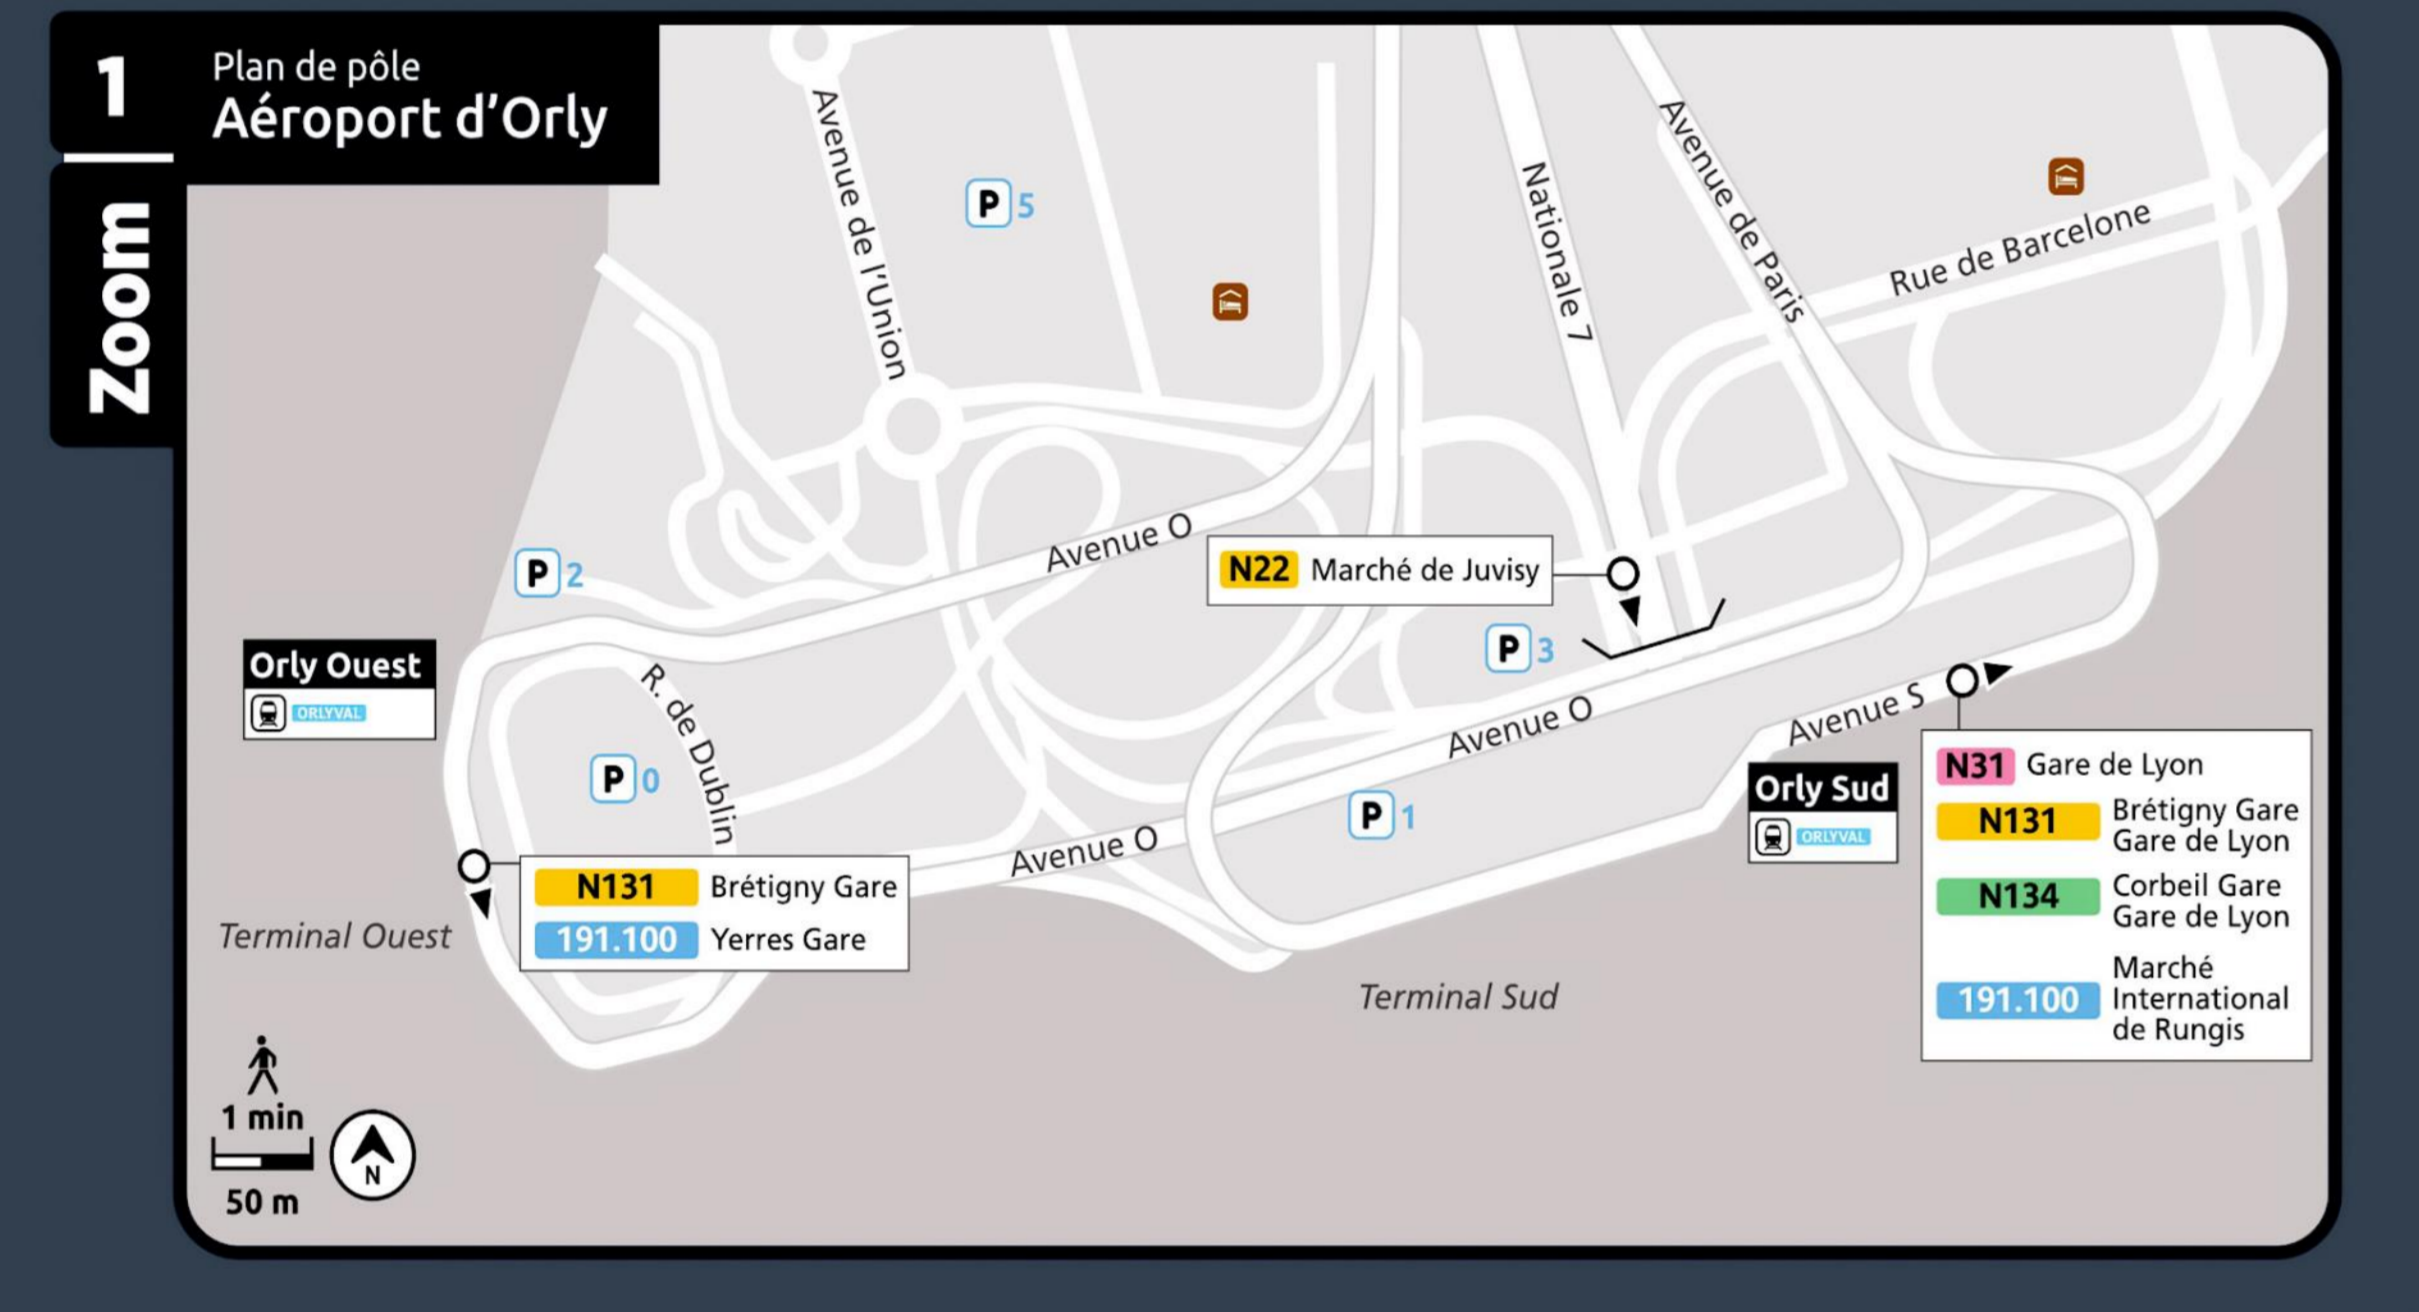 1
Plan de pôle
Aéroport d'Orly
Zoom
Avenue de l'Union
P 5
Nationale 7
Avenue de Paris
Rue de Barcelone
Avenue O
P 2
N22 Marché de Juvisy
P 3
Orly Ouest
ORLYVAL
R. de Dublin
P 0
Avenue O
Avenue S
P 1
Avenue O
Orly Sud
ORLYVAL
N31 Gare de Lyon
N131 Brétigny Gare
Gare de Lyon
N134 Corbeil Gare
Gare de Lyon
191.100 Marché
International
de Rungis
N131 Brétigny Gare
191.100 Yerres Gare
Terminal Ouest
Terminal Sud
1 min
50 m
N